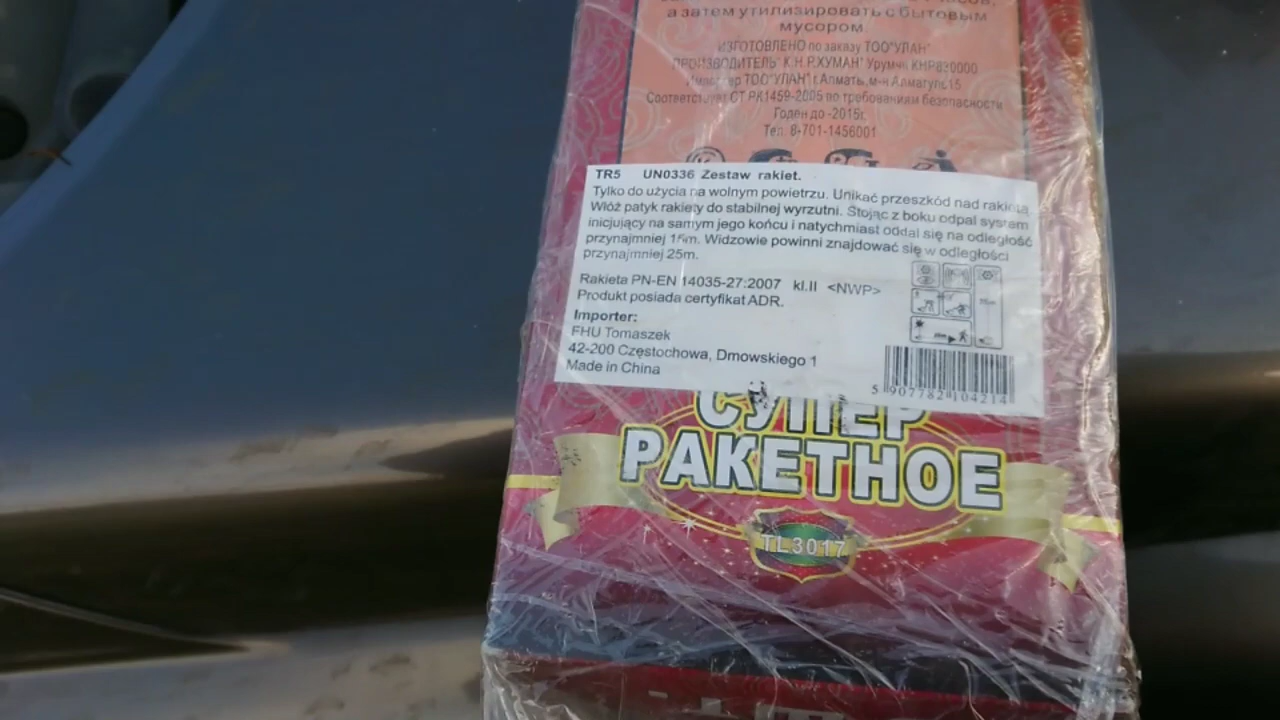 а затем утилизировать с бытовым
мусором
ИЗГОТОВЛЕНО по заказу ТОО"УЛАН"
ПРОИЗВОДИТЕЛЬ" К.Н.Р.ХУМАН" Урумчи КНР830000
Импортер ТОО"УЛАН" г.Алматы, м-н Алматы 15
Соответствует СТ РК1459-2005 по требованиям безопасности
Годен до -2015г.
Тел. 8-701-1456001
TR5 UN0336 Zestaw rakiet.
Tylko do użycia na wolnym powietrzu. Unikać przeszkód nad rakietą
Włóż patyk rakiety do stabilnej wyrzutni. Stojąc z boku odpal system
inicjujący na samym jego końcu i natychmiast oddal się na odległość
przynajmniej 15m. Widzowie powinni znajdować się w odległości
przynajmniej 25m.
Rakieta PN-EN 14035-27:2007 kl.II <NWP>
Produkt posiada certyfikat ADR.
Importer:
FHU Tomaszek
42-200 Częstochowa, Dmowskiego 1
Made in China
5 907782 104214
СУПЕР
РАКЕТНОЕ
TL3017